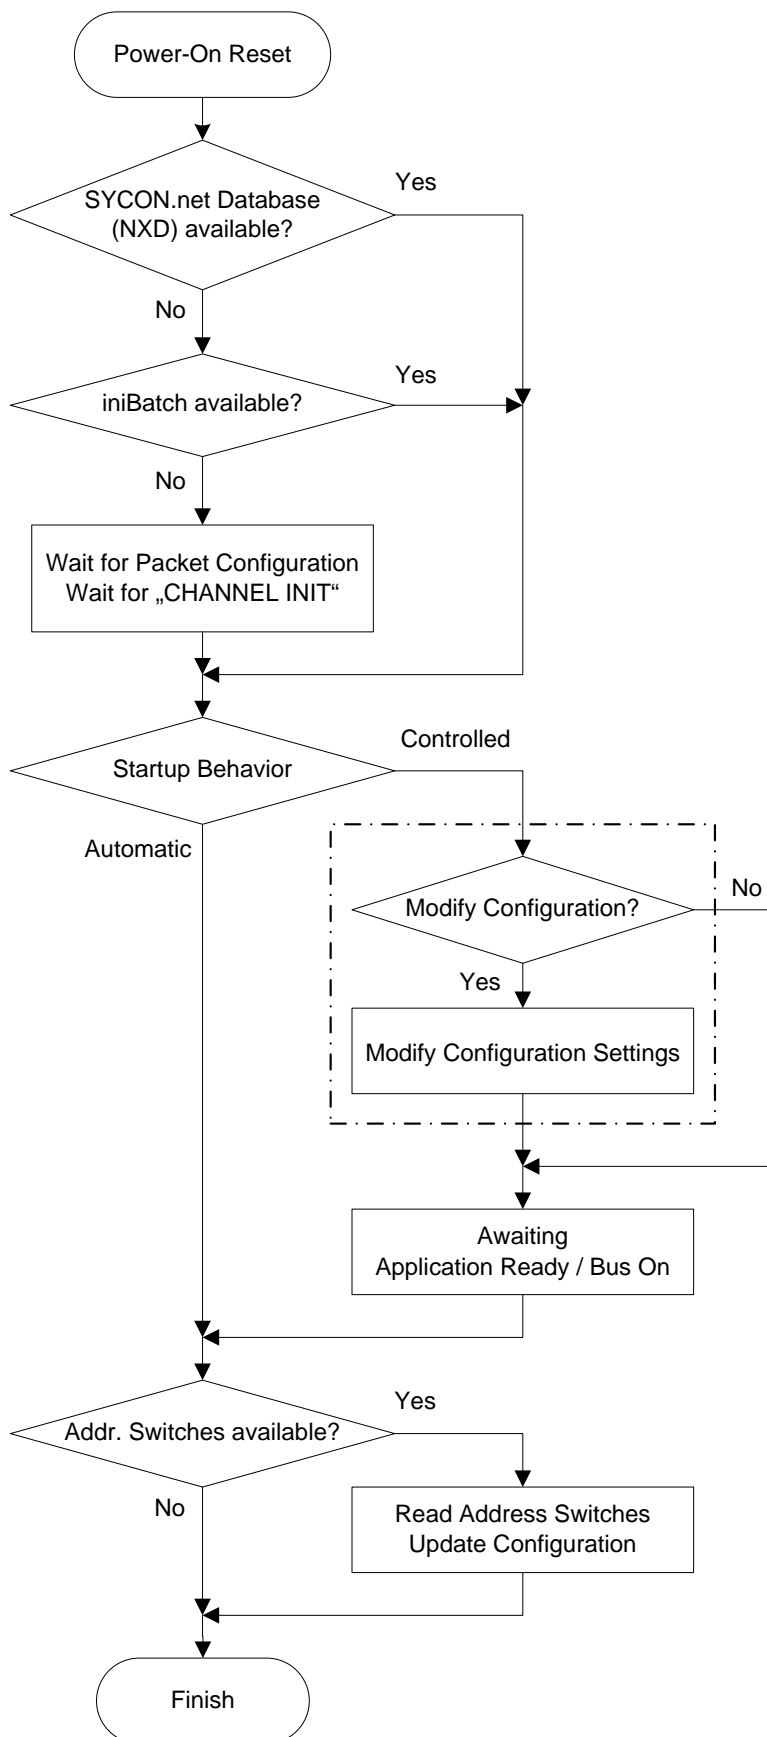 Power-On Reset
SYCON.net Database
(NXD) available?
Yes
No
iniBatch available?
Yes
No
Wait for Packet Configuration
Wait for „CHANNEL INIT“
Startup Behavior
Controlled
Automatic
Modify Configuration?
No
Yes
Modify Configuration Settings
Awaiting
Application Ready / Bus On
Addr. Switches available?
Yes
No
Read Address Switches
Update Configuration
Finish